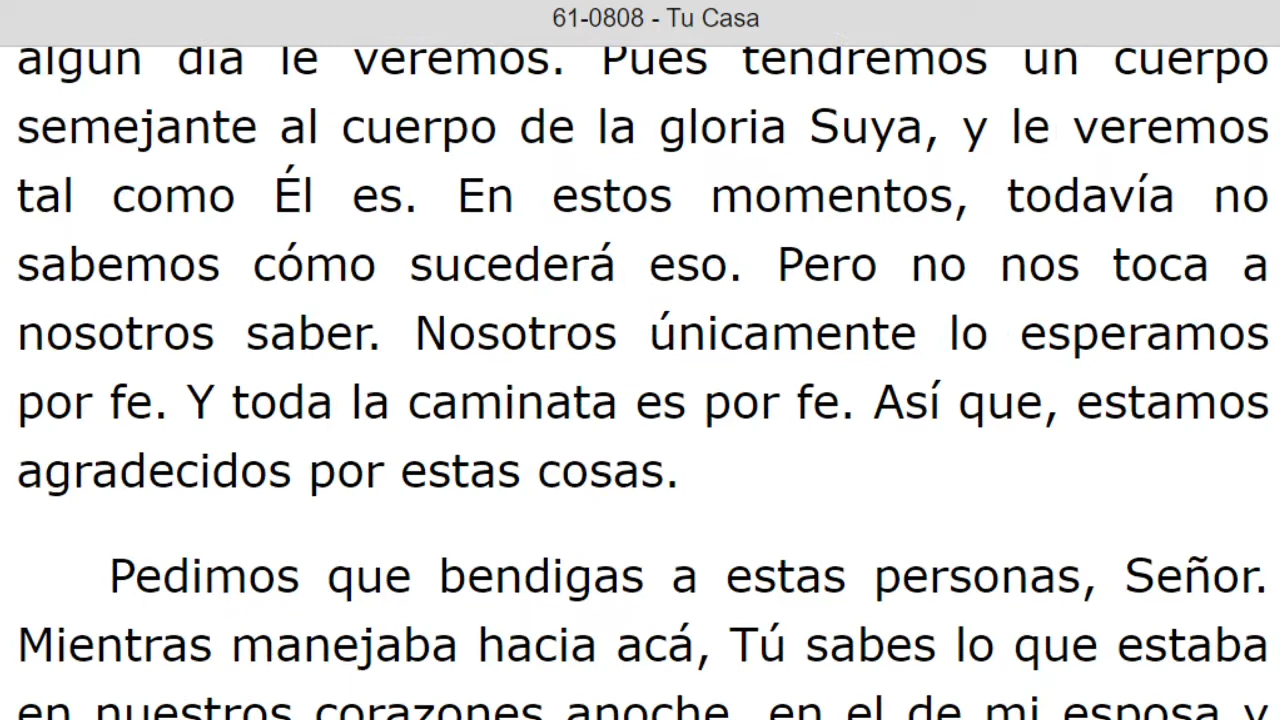 61-0808 - Tu Casa
algún día le veremos. Pues tendremos un cuerpo
semejante al cuerpo de la gloria Suya, y le veremos
tal como Él es. En estos momentos, todavía no
sabemos cómo sucederá eso. Pero no nos toca a
nosotros saber. Nosotros únicamente lo esperamos
por fe. Y toda la caminata es por fe. Así que, estamos
agradecidos por estas cosas.
Pedimos que bendigas a estas personas, Señor.
Mientras manejaba hacia acá, Tú sabes lo que estaba
en nuestros corazones anoche, en el de mi esposa y